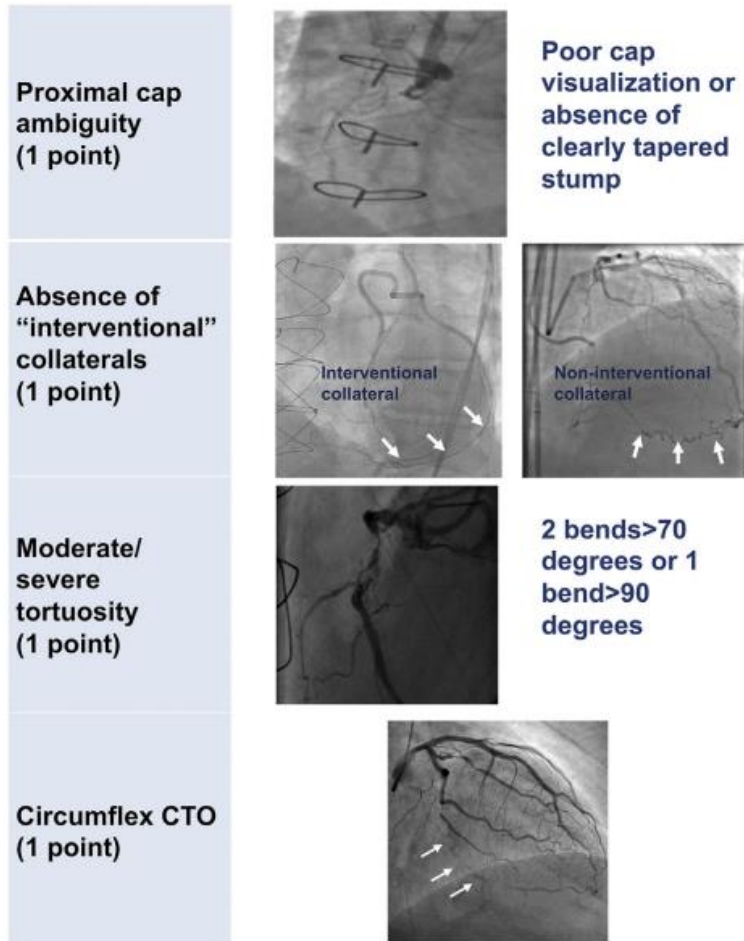 Proximal cap
ambiguity
(1 point)
Poor cap
visualization or
absence of
clearly tapered
stump
Absence of
“interventional”
collaterals
(1 point)
Interventional
collateral
Non-interventional
collateral
Moderate/
severe
tortuosity
(1 point)
2 bends>70
degrees or 1
bend>90
degrees
Circumflex CTO
(1 point)